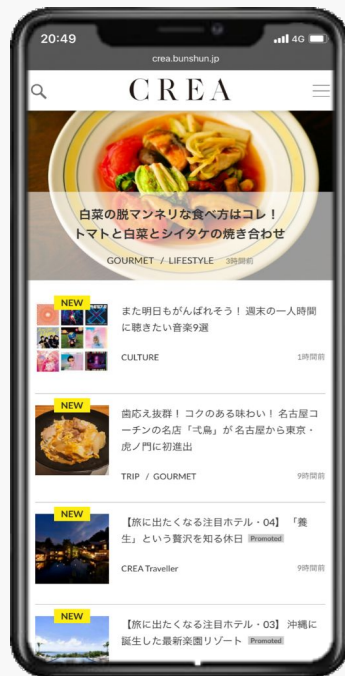 20:49
4G
crea.bunshun.jp
CREA
白菜の脱マンネリな食べ方はコレ！
トマトと白菜とシイタケの焼き合わせ
GOURMET / LIFESTYLE 3時間前
NEW
また明日もがんばれそう！ 週末の一人時間
に聴きたい音楽9選
CULTURE 1時間前
NEW
歯応え抜群！ コクのある味わい！ 名古屋コ
ーチンの名店「弍鳥」が 名古屋から東京・
虎ノ門に初進出
TRIP / GOURMET 9時間前
NEW
【旅に出たくなる注目ホテル・04】 「養
生」という贅沢を知る休日 Promoted
CREA Traveller 9時間前
NEW
【旅に出たくなる注目ホテル・03】 沖縄に
誕生した最新楽園リゾート Promoted